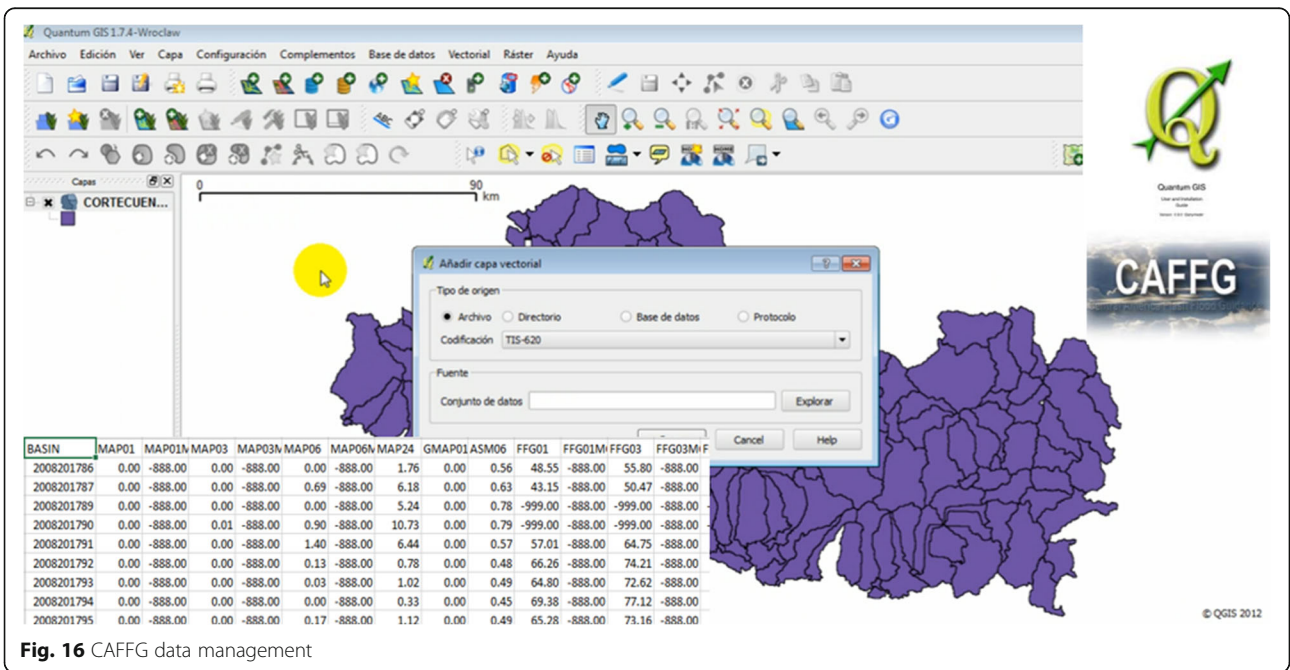 Quantum GIS 1.7.4-Wroclaw
Archivo Edición Ver Capa Configuración Complementos Base de datos Vectorial Ráster Ayuda
Capas
CORTECUEN...
0 90
km
Añadir capa vectorial
Tipo de origen
Archivo Directorio Base de datos Protocolo
Codificación TIS-620
Fuente
Conjunto de datos Explorar
Cancel Help
BASIN MAP01 MAP01M MAP03 MAP03M MAP06 MAP06M MAP24 GMAP01 ASM06 FFG01 FFG01M FFG03 FFG03M F
2008201786 0.00 -888.00 0.00 -888.00 0.00 -888.00 1.76 0.00 0.56 48.55 -888.00 55.80 -888.00
2008201787 0.00 -888.00 0.00 -888.00 0.69 -888.00 6.18 0.00 0.63 43.15 -888.00 50.47 -888.00
2008201789 0.00 -888.00 0.00 -888.00 0.00 -888.00 5.24 0.00 0.78 -999.00 -888.00 -999.00 -888.00
2008201790 0.00 -888.00 0.01 -888.00 0.90 -888.00 10.73 0.00 0.79 -999.00 -888.00 -999.00 -888.00
2008201791 0.00 -888.00 0.00 -888.00 1.40 -888.00 6.44 0.00 0.57 57.01 -888.00 64.75 -888.00
2008201792 0.00 -888.00 0.00 -888.00 0.13 -888.00 0.78 0.00 0.48 66.26 -888.00 74.21 -888.00
2008201793 0.00 -888.00 0.00 -888.00 0.03 -888.00 1.02 0.00 0.49 64.80 -888.00 72.62 -888.00
2008201794 0.00 -888.00 0.00 -888.00 0.00 -888.00 0.33 0.00 0.45 69.38 -888.00 77.12 -888.00
2008201795 0.00 -888.00 0.00 -888.00 0.17 -888.00 1.12 0.00 0.49 65.28 -888.00 73.16 -888.00
Quantum GIS
User and Installation
Guide
CAFFG
© QGIS 2012
Fig. 16 CAFFG data management